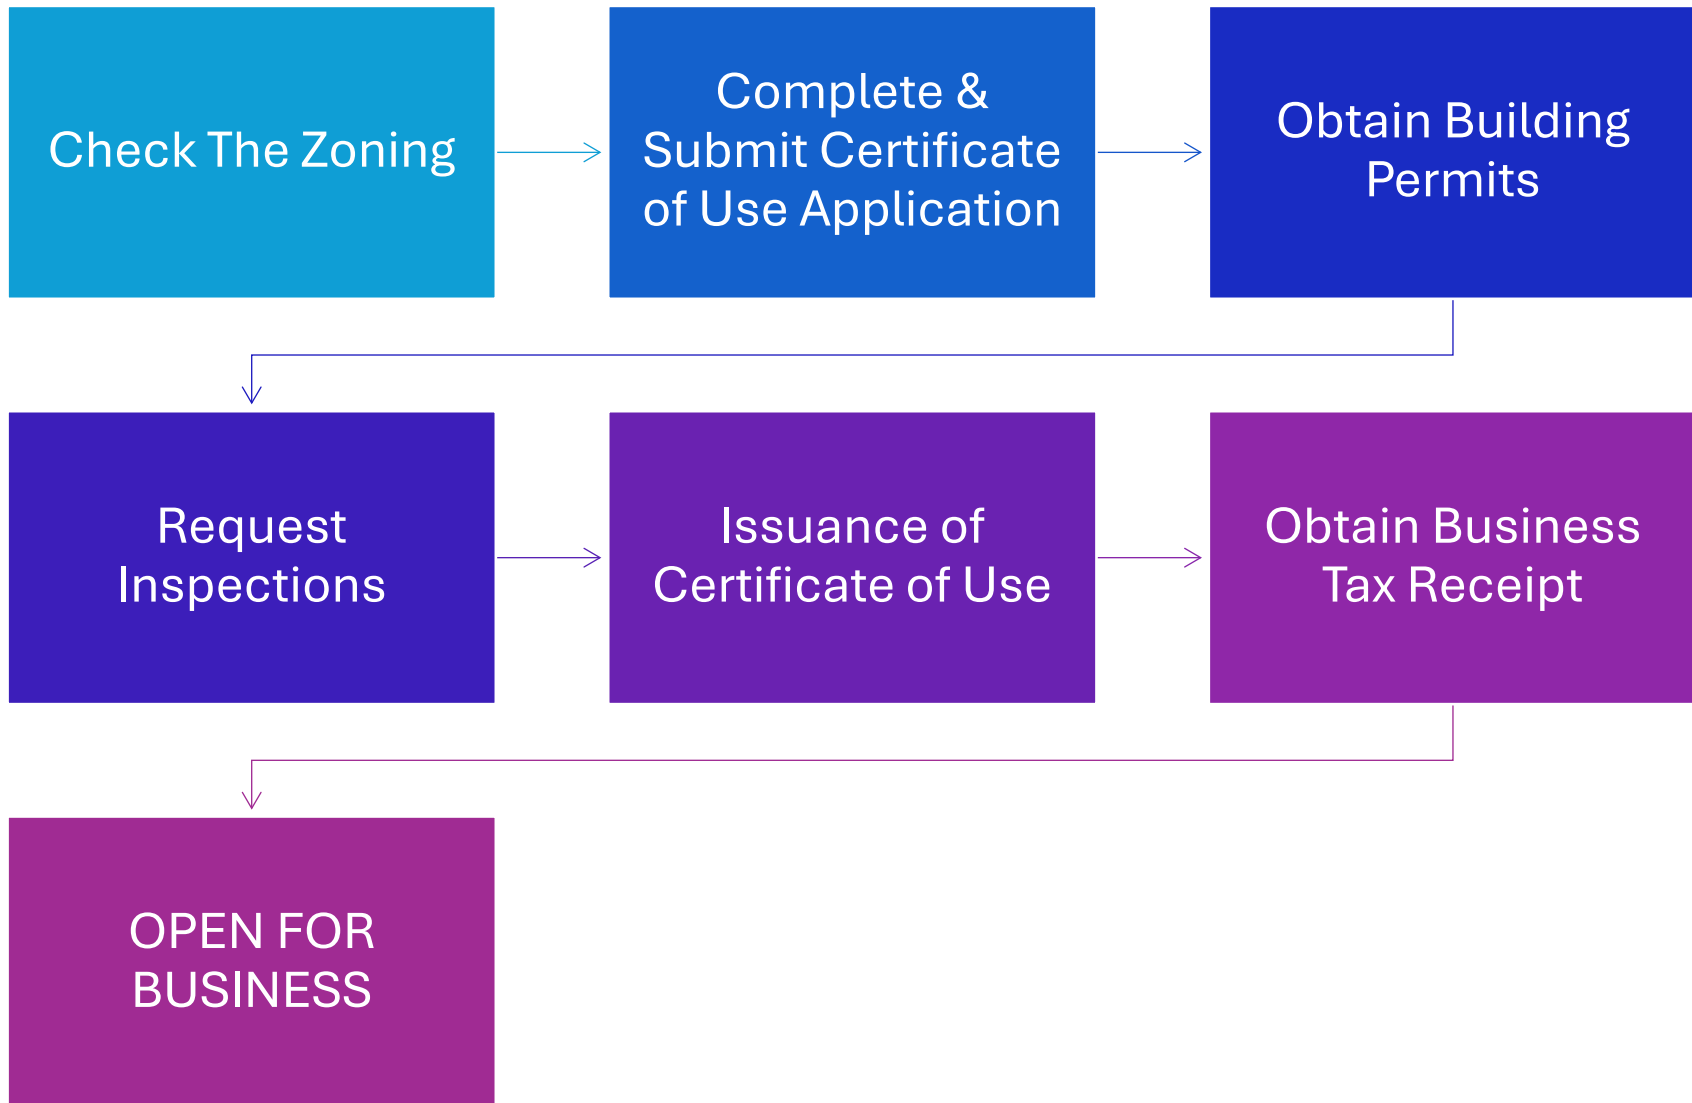 Check The Zoning
Complete &
Submit Certificate
of Use Application
Obtain Building
Permits
Request
Inspections
Issuance of
Certificate of Use
Obtain Business
Tax Receipt
OPEN FOR
BUSINESS